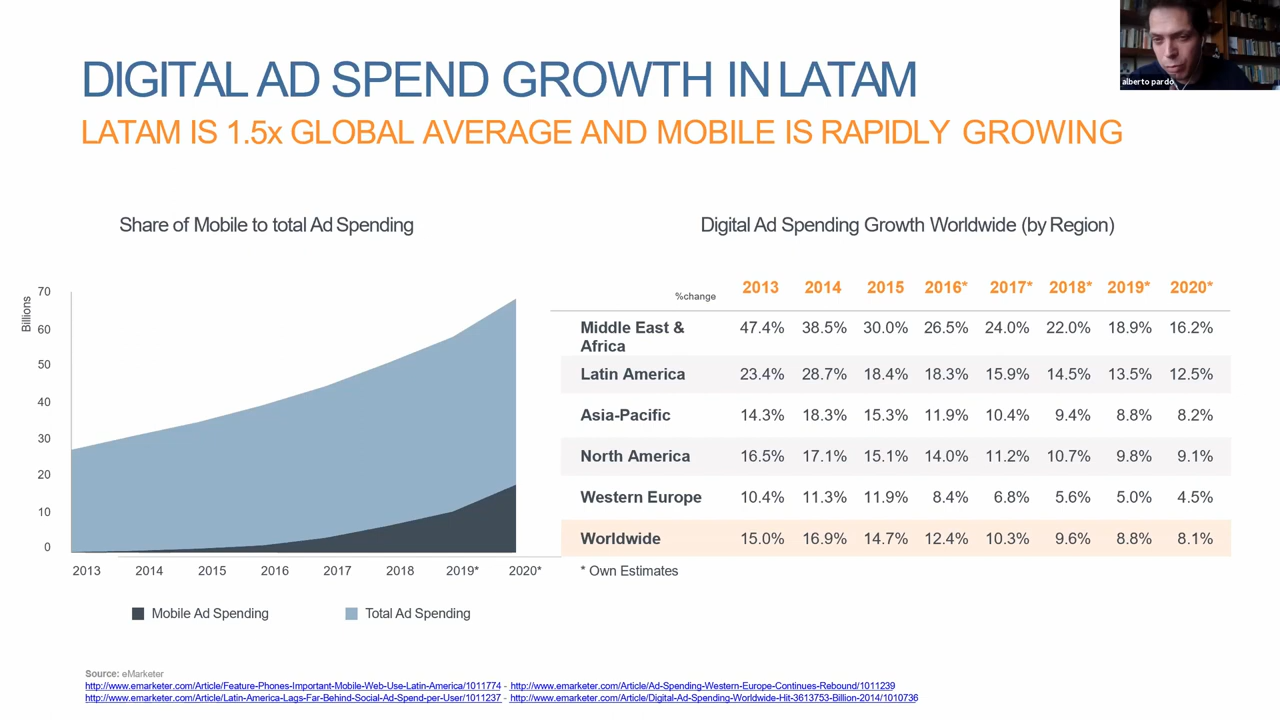 alberto pardo
DIGITAL AD SPEND GROWTH IN LATAM
LATAM IS 1.5x GLOBAL AVERAGE AND MOBILE IS RAPIDLY GROWING
Share of Mobile to total Ad Spending
Billions
70
60
50
40
30
20
10
0
2013 2014 2015 2016 2017 2018 2019* 2020*
Mobile Ad Spending Total Ad Spending
Digital Ad Spending Growth Worldwide (by Region)
%change 2013 2014 2015 2016* 2017* 2018* 2019* 2020*
Middle East & 47.4% 38.5% 30.0% 26.5% 24.0% 22.0% 18.9% 16.2%
Africa
Latin America 23.4% 28.7% 18.4% 18.3% 15.9% 14.5% 13.5% 12.5%
Asia-Pacific 14.3% 18.3% 15.3% 11.9% 10.4% 9.4% 8.8% 8.2%
North America 16.5% 17.1% 15.1% 14.0% 11.2% 10.7% 9.8% 9.1%
Western Europe 10.4% 11.3% 11.9% 8.4% 6.8% 5.6% 5.0% 4.5%
Worldwide 15.0% 16.9% 14.7% 12.4% 10.3% 9.6% 8.8% 8.1%
* Own Estimates
Source: eMarketer
http://www.emarketer.com/Article/Feature-Phones-Important-Mobile-Web-Use-Latin-America/1011774 - http://www.emarketer.com/Article/Ad-Spending-Western-Europe-Continues-Rebound/1011239
http://www.emarketer.com/Article/Latin-America-Lags-Far-Behind-Social-Ad-Spend-per-User/1011237 - http://www.emarketer.com/Article/Digital-Ad-Spending-Worldwide-Hit-3613753-Billion-2014/1010736